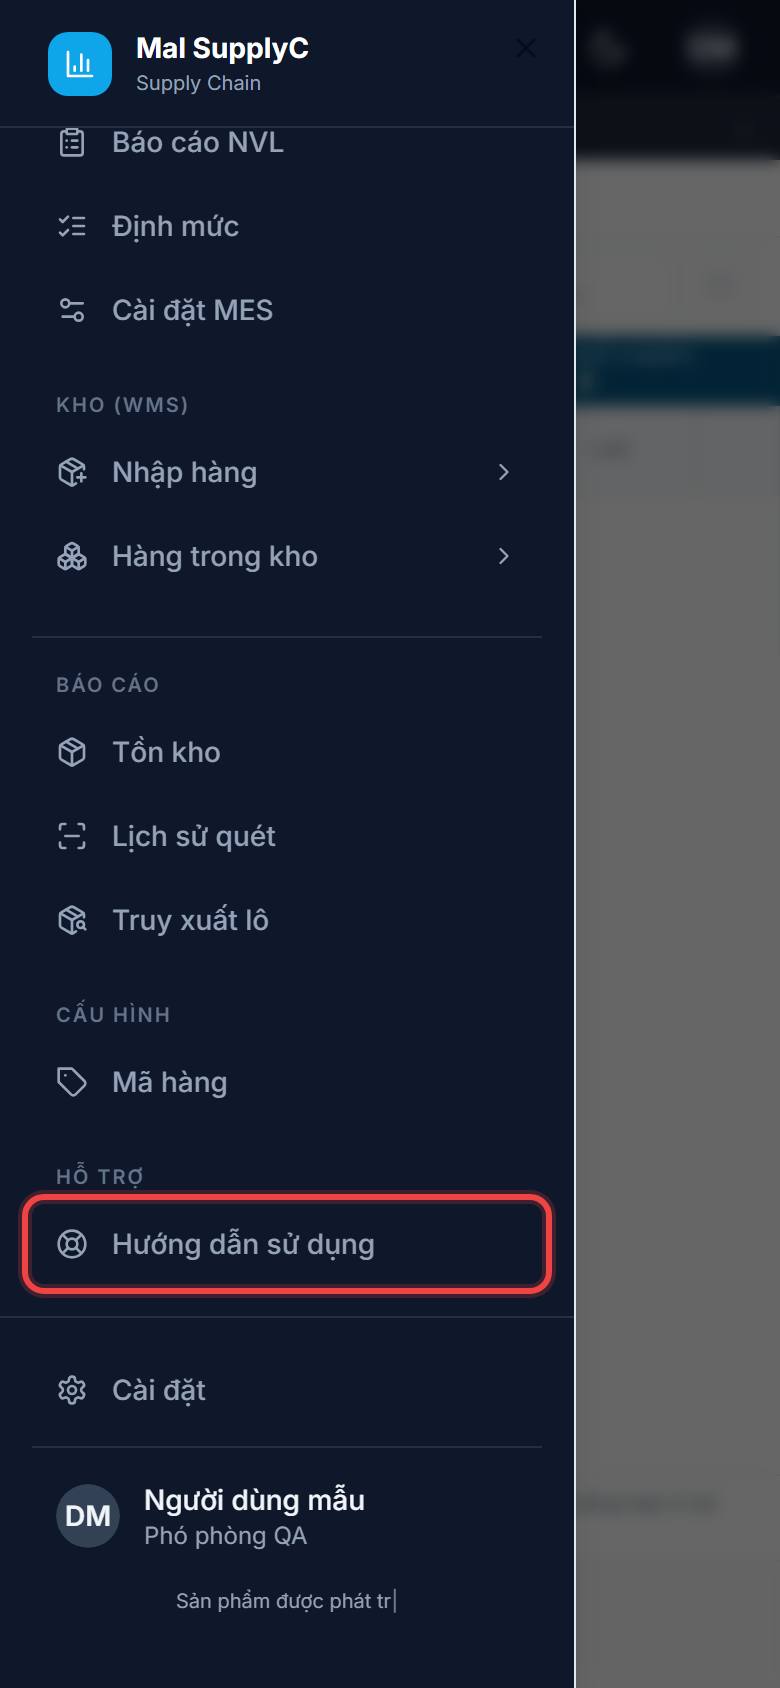 Mal SupplyC
Supply Chain
Báo cáo NVL
Định mức
Cài đặt MES
KHO (WMS)
Nhập hàng
Hàng trong kho
BÁO CÁO
Tồn kho
Lịch sử quét
Truy xuất lô
CẤU HÌNH
Mã hàng
HỖ TRỢ
Hướng dẫn sử dụng
Cài đặt
DM
Người dùng mẫu
Phó phòng QA
Sản phẩm được phát tr